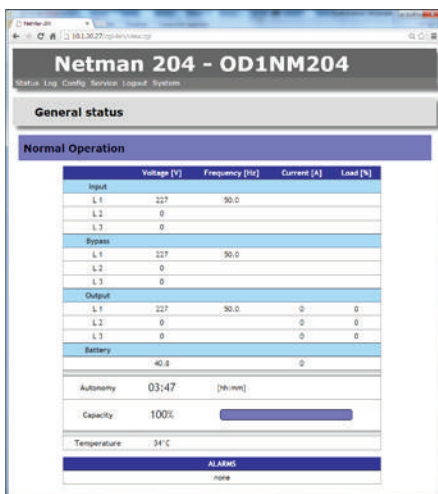 NetMan 204
10.1.30.27/cgi-bin/view.cgi
Netman 204 - OD1NM204
Status Log Config Service Logout System
General status
Normal Operation
Voltage [V] Frequency [Hz] Current [A] Load [%]
Input
L 1 227 50.0
L 2 0
L 3 0
Bypass
L 1 227 50.0
L 2 0
L 3 0
Output
L 1 227 50.0 0 0
L 2 0 0 0
L 3 0 0 0
Battery
40.8 0
Autonomy 03:47 [hh:mm]
Capacity 100%
Temperature 34°C
ALARMS
none